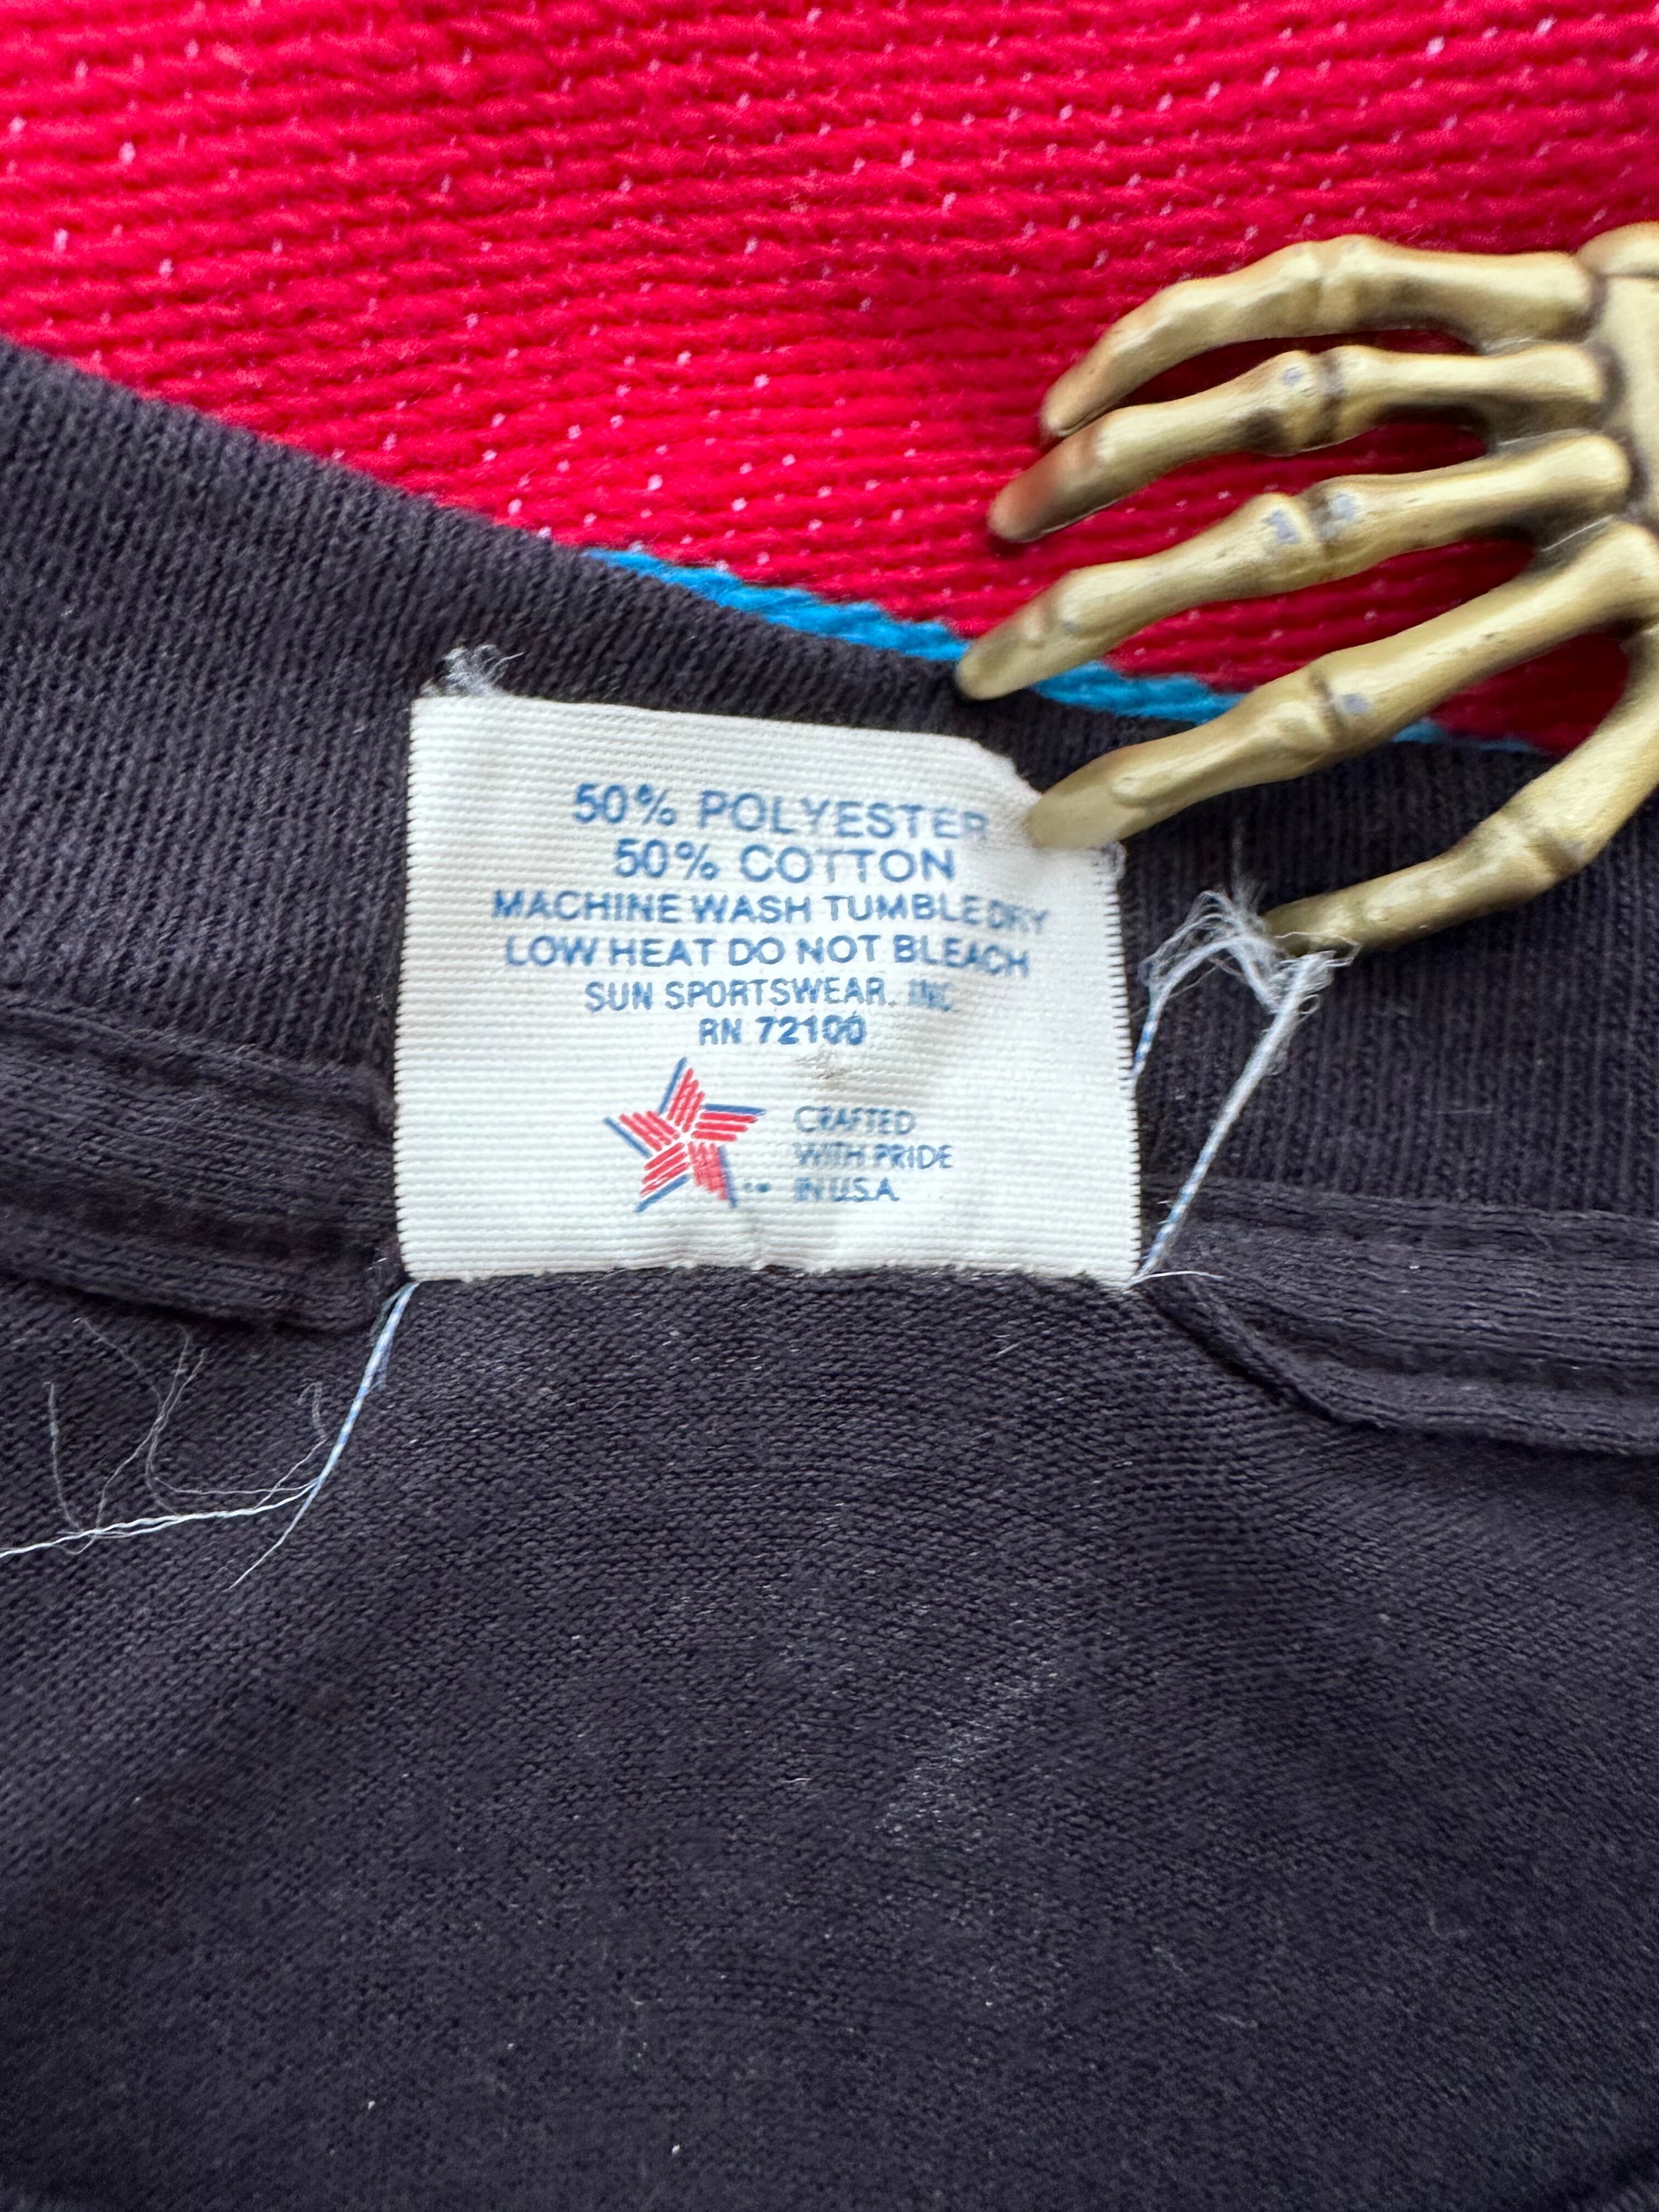 50% POLYESTER
50% COTTON
MACHINE WASH TUMBLE DRY
LOW HEAT DO NOT BLEACH
SUN SPORTSWEAR, INC.
RN 72100
CRAFTED
WITH PRIDE
IN U.S.A.